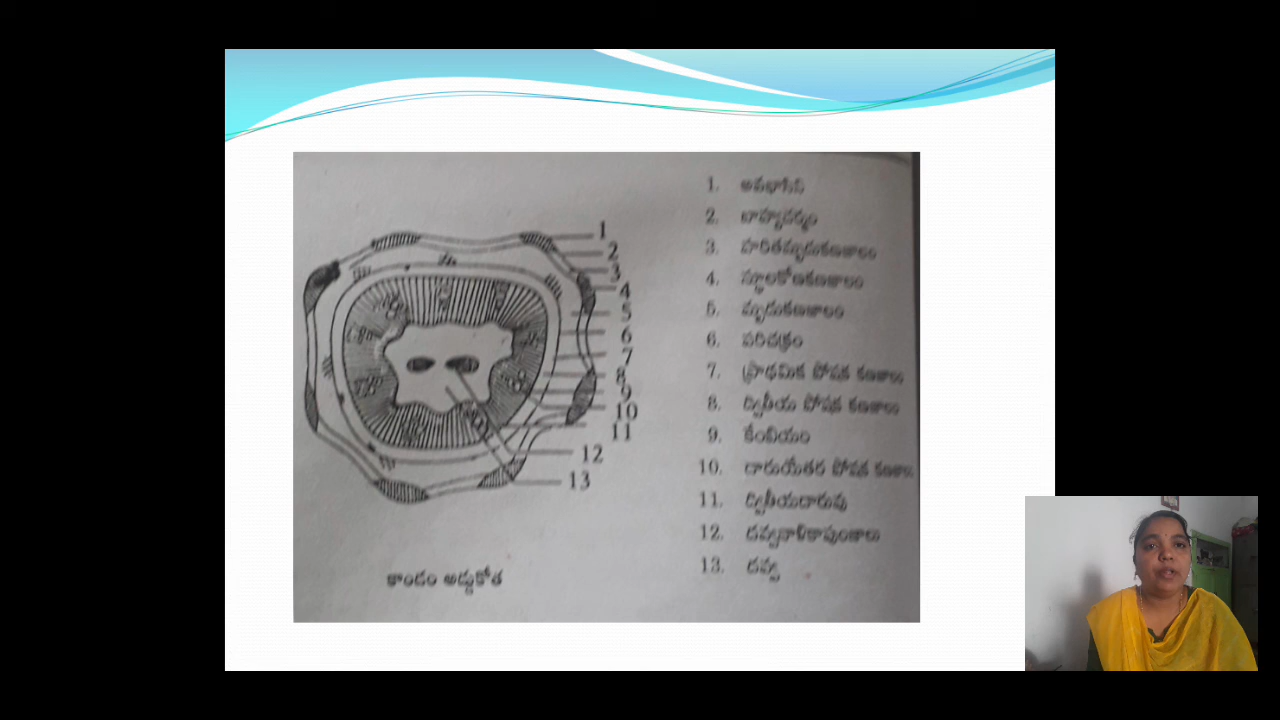 1
2
3
4
5
6
7
8
9
10
11
12
13
1. అవభాసిని
2. బాహ్యచర్మం
3. హరితమృదుకణజాలం
4. స్థూలకోణకణజాలం
5. మృదుకణజాలం
6. పరిచక్రం
7. ప్రాథమిక పోషక కణజాలు
8. ద్వితీయ పోషక కణజాలు
9. కేంబియం
10. దారుయేతర పోషక కణజాలు
11. ద్వితీయదారువు
12. దవ్వనాళికాపుంజాలు
13. దవ్వ
కాండం అడ్డుకోత